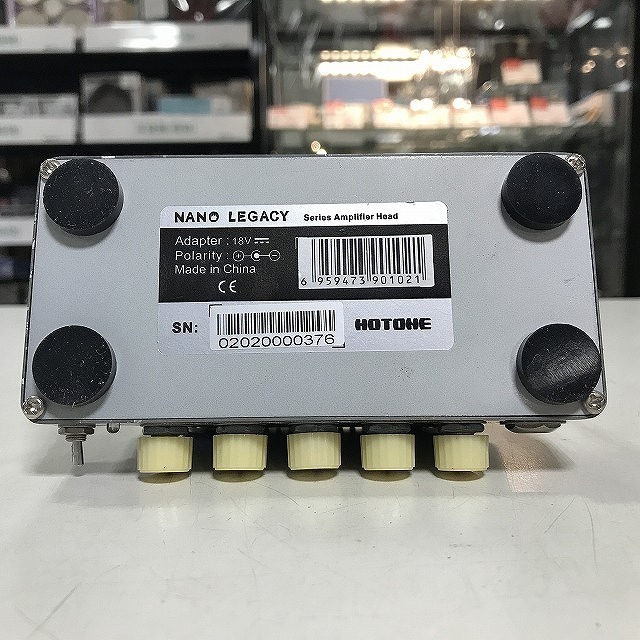 NANO LEGACY Series Amplifier Head
Adapter : 18V
Polarity : + -
Made in China
CE
6 959473 901021
SN:
02020000376
HOTONE